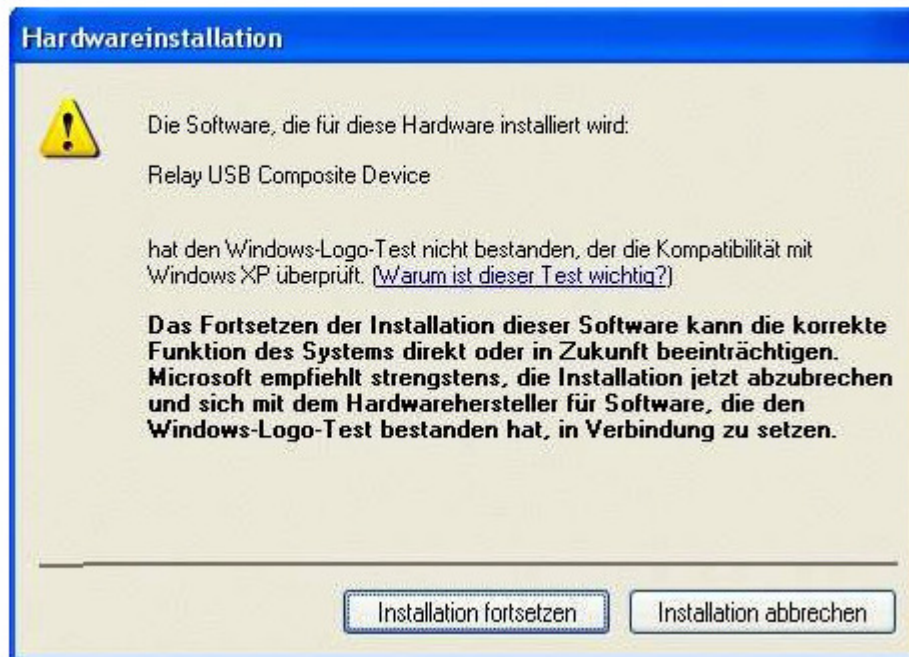 Hardwareinstallation
Die Software, die für diese Hardware installiert wird:
Relay USB Composite Device
hat den Windows-Logo-Test nicht bestanden, der die Kompatibilität mit
Windows XP überprüft. (Warum ist dieser Test wichtig?)
Das Fortsetzen der Installation dieser Software kann die korrekte
Funktion des Systems direkt oder in Zukunft beeinträchtigen.
Microsoft empfiehlt strengstens, die Installation jetzt abzubrechen
und sich mit dem Hardwarehersteller für Software, die den
Windows-Logo-Test bestanden hat, in Verbindung zu setzen.
Installation fortsetzen
Installation abbrechen